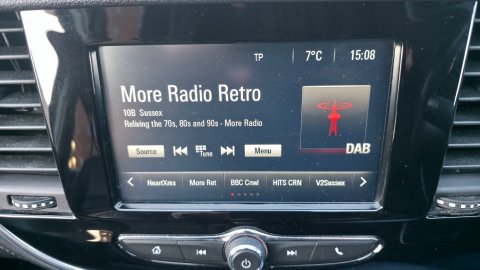 TP 7°C 15:08
More Radio Retro
10B Sussex
Reliving the 70s, 80s and 90s - More Radio
DAB
Source Tune Menu
HeartXms More Ret BBC Cnwl HITS CRN V2Sussex